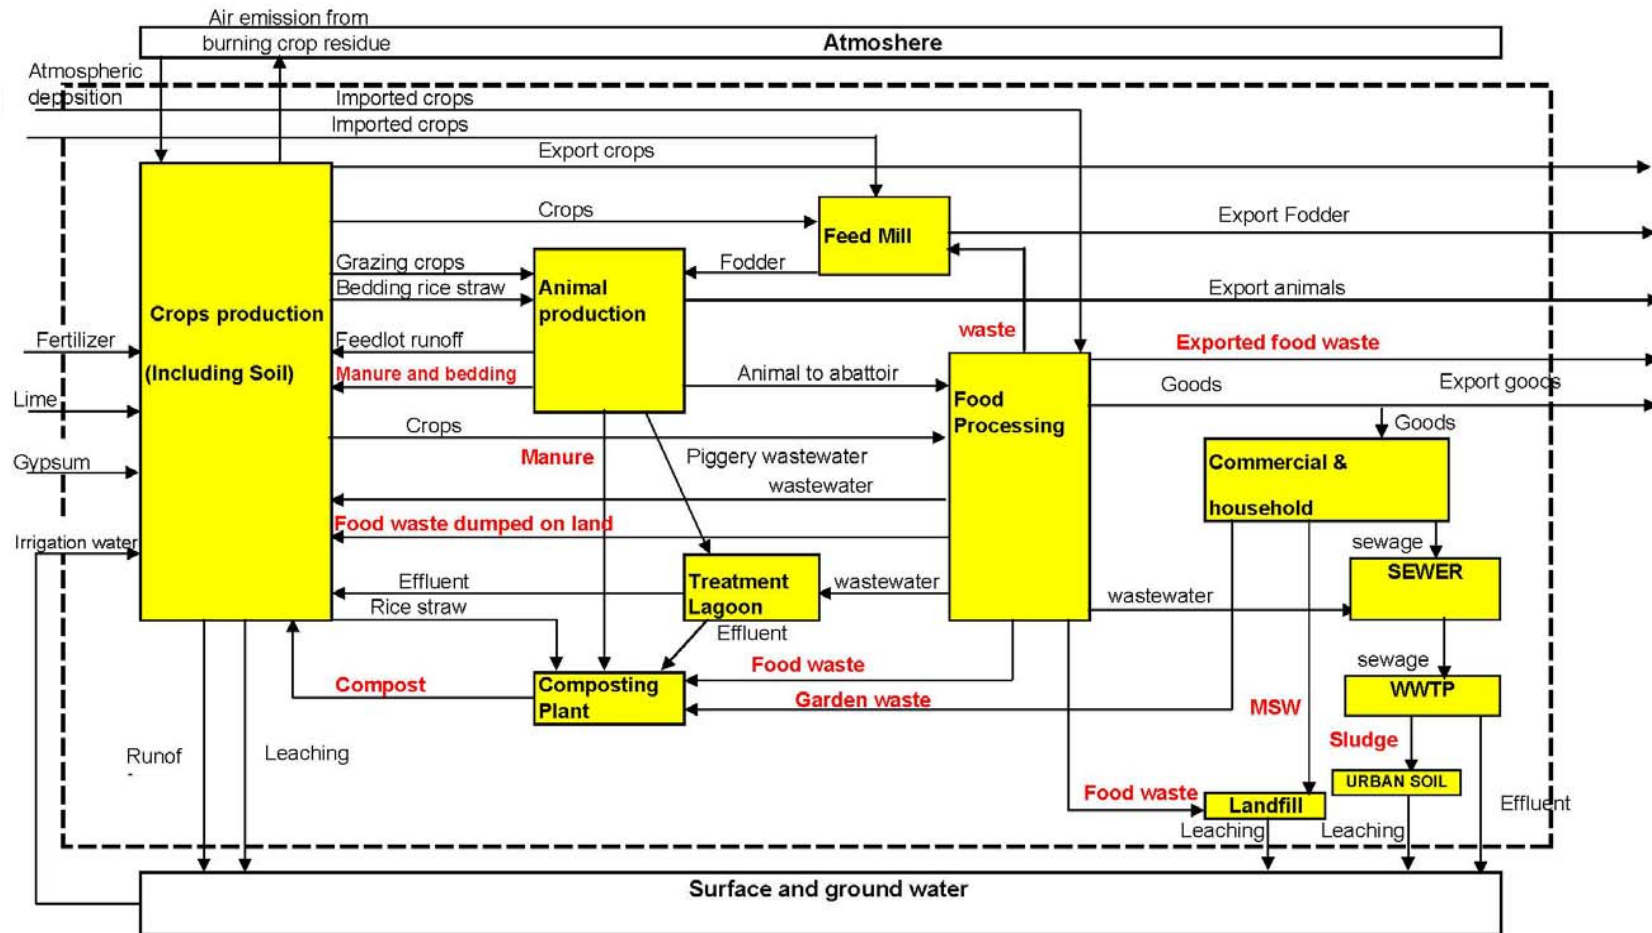 Air emission from
burning crop residue
Atmoshere
Atmospheric
deposition
Imported crops
Imported crops
Export crops
Crops
Feed Mill
Export Fodder
Grazing crops
Fodder
Bedding rice straw
Animal
production
Export animals
Crops production
(Including Soil)
Fertilizer
Feedlot runoff
waste
Exported food waste
Manure and bedding
Animal to abattoir
Goods
Export goods
Lime
Food
Processing
Goods
Crops
Manure
Piggery wastewater
Gypsum
Commercial &
household
wastewater
Food waste dumped on land
Irrigation water
sewage
SEWER
Effluent
Treatment
Lagoon
wastewater
wastewater
Rice straw
Effluent
Food waste
sewage
Compost
Composting
Plant
Garden waste
WWTP
MSW
Sludge
Runof
-
Leaching
URBAN SOIL
Food waste
Landfill
Effluent
Leaching
Leaching
Surface and ground water